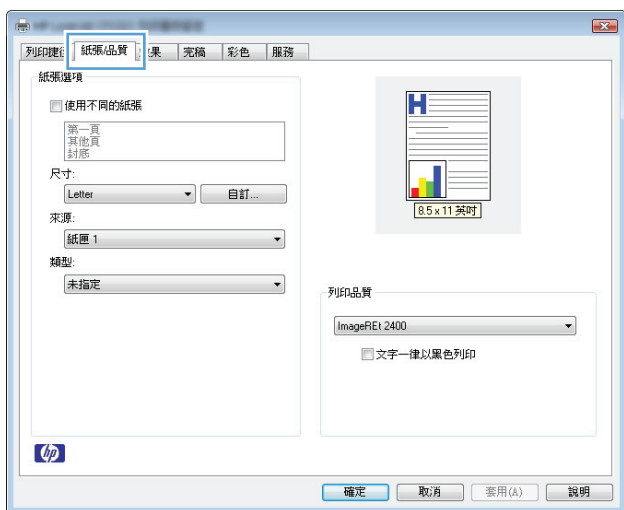 列印捷徑 紙張/品質 效果 完稿 彩色 服務
紙張選項
使用不同的紙張
第一頁
其他頁
封底
尺寸:
Letter 自訂...
來源:
紙匣 1
類型:
未指定
H
8.5 x 11 英吋
列印品質
ImageREt 2400
文字一律以黑色列印
hp
確定 取消 套用(A) 說明